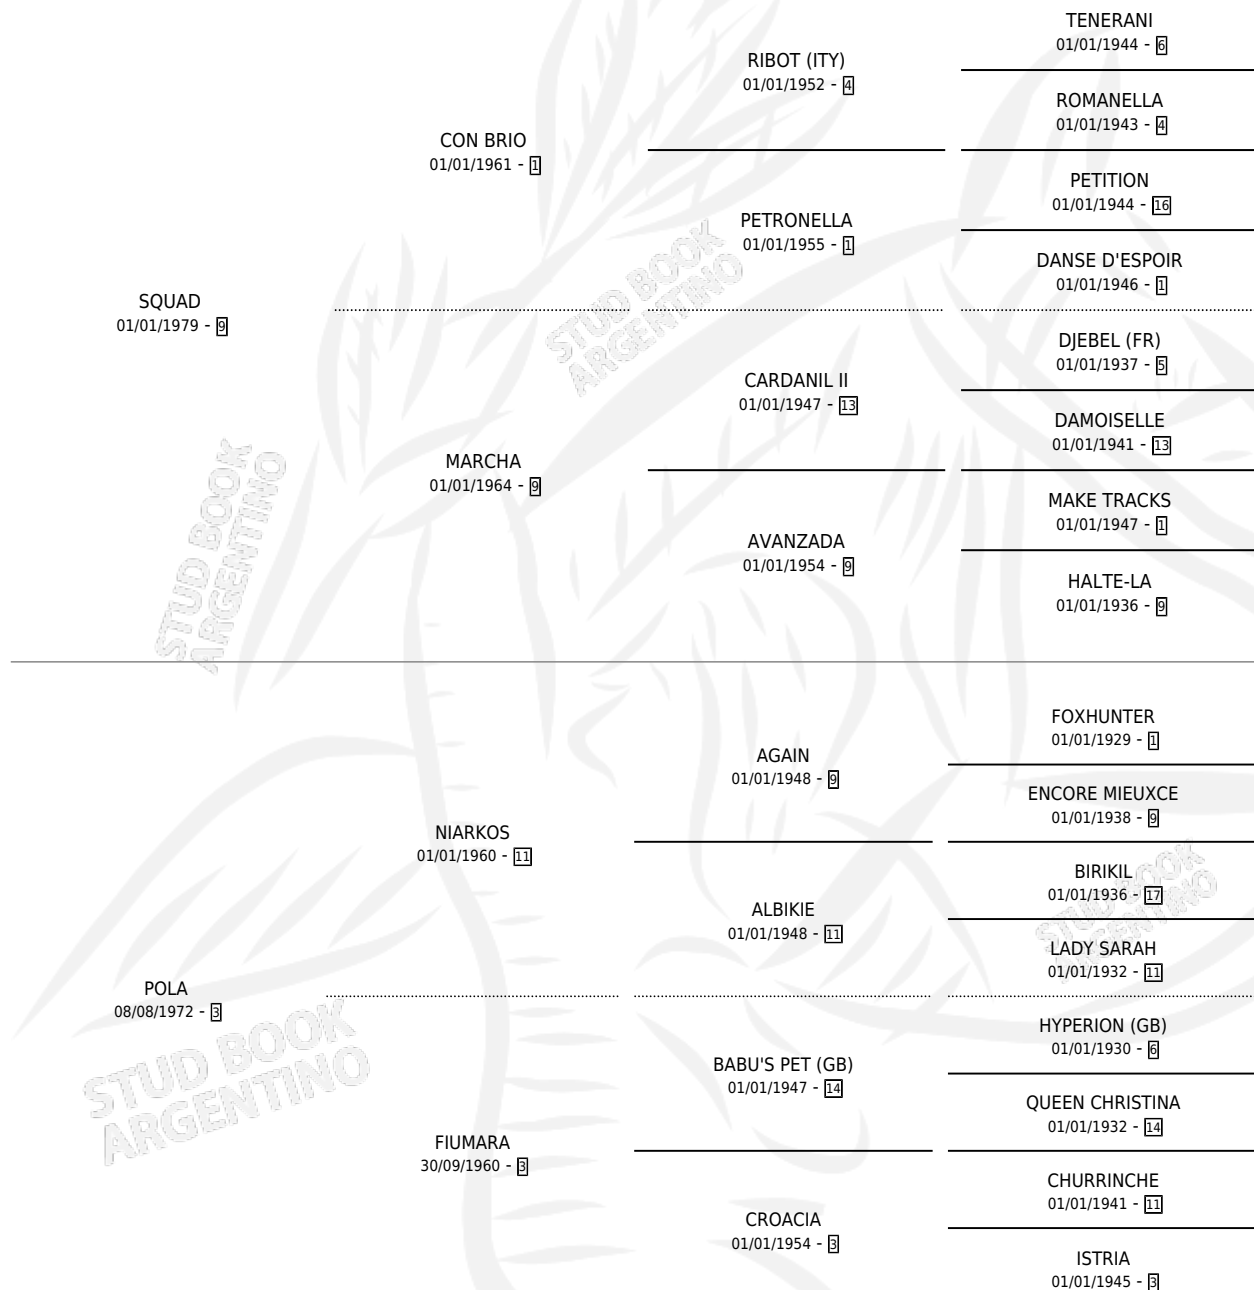 TENERANI
01/01/1944 - 6
RIBOT (ITY)
01/01/1952 - 4
ROMANELLA
01/01/1943 - 4
CON BRIO
01/01/1961 - 1
PETITION
01/01/1944 - 16
PETRONELLA
01/01/1955 - 1
DANSE D'ESPOIR
01/01/1946 - 1
SQUAD
01/01/1979 - 9
STUD BOOK
ARGENTINO
DJEBEL (FR)
01/01/1937 - 5
CARDANIL II
01/01/1947 - 13
DAMOISELLE
01/01/1941 - 13
MARCHA
01/01/1964 - 9
MAKE TRACKS
01/01/1947 - 1
AVANZADA
01/01/1954 - 9
HALTE-LA
01/01/1936 - 9
STUD BOOK
ARGENTINO
FOXHUNTER
01/01/1929 - 1
AGAIN
01/01/1948 - 9
ENCORE MIEUXCE
01/01/1938 - 9
NIARKOS
01/01/1960 - 11
BIRIKIL
01/01/1936 - 17
ALBIKIE
01/01/1948 - 11
STUD BOOK
ARGENTINO
LADY SARAH
01/01/1932 - 11
POLA
08/08/1972 - 3
HYPERION (GB)
01/01/1930 - 6
BABU'S PET (GB)
01/01/1947 - 14
STUD BOOK
ARGENTINO
QUEEN CHRISTINA
01/01/1932 - 14
FIUMARA
30/09/1960 - 3
CHURRINCHE
01/01/1941 - 11
CROACIA
01/01/1954 - 3
ISTRIA
01/01/1945 - 3